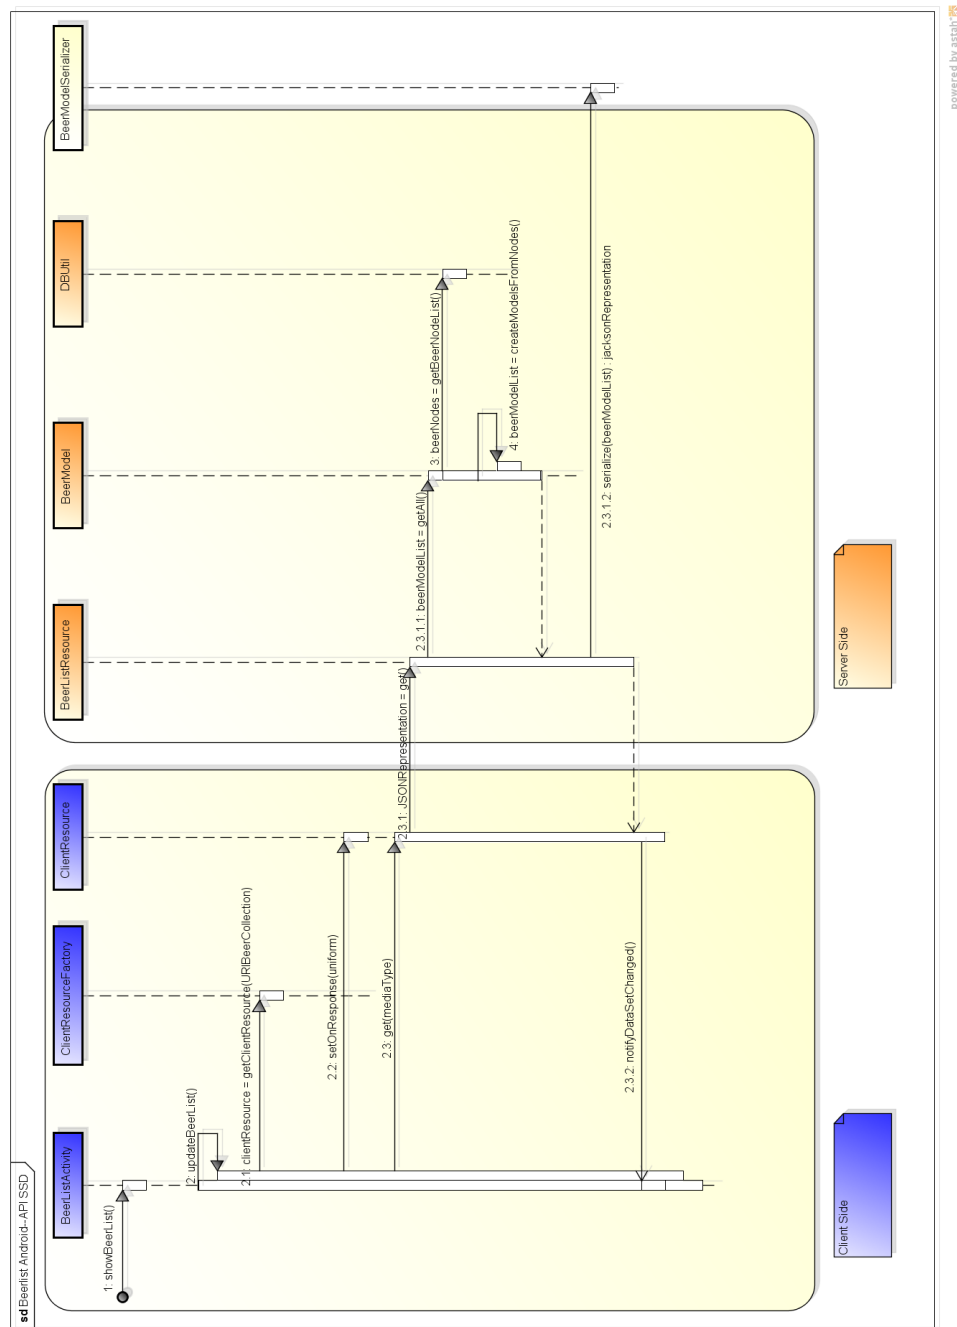 sd Beerlist Android--API SSD
BeerListActivity
ClientResourceFactory
ClientResource
BeerListResource
BeerModel
DBUtil
BeerModelSerializer
1: showBeerList()
2: updateBeerList()
2.1: clientResource = getClientResource(URIBeerCollection)
2.2: setOnResponse(uniform)
2.3: get(mediaType)
2.3.1: JSONRepresentation = get()
2.3.1.1: beerModelList = getAll()
3: beerNodes = getBeerNodeList()
4: beerModelList = createModelsFromNodes()
2.3.1.2: serialize(beerModelList) : jacksonRepresentation
2.3.2: notifyDataSetChanged()
Client Side
Server Side
powered by astah*